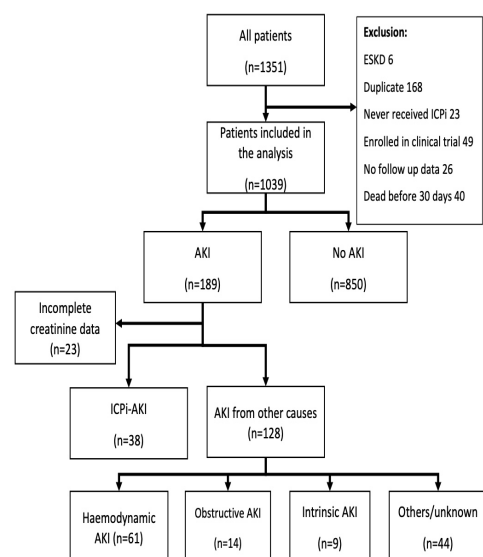 All patients
(n=1351)
Exclusion:
ESKD 6
Duplicate 168
Never received ICPi 23
Enrolled in clinical trial 49
No follow up data 26
Dead before 30 days 40
Patients included in
the analysis
(n=1039)
AKI
(n=189)
No AKI
(n=850)
Incomplete
creatinine data
(n=23)
ICPi-AKI
(n=38)
AKI from other causes
(n=128)
Haemodynamic
AKI (n=61)
Obstructive AKI
(n=14)
Intrinsic AKI
(n=9)
Others/unknown
(n=44)